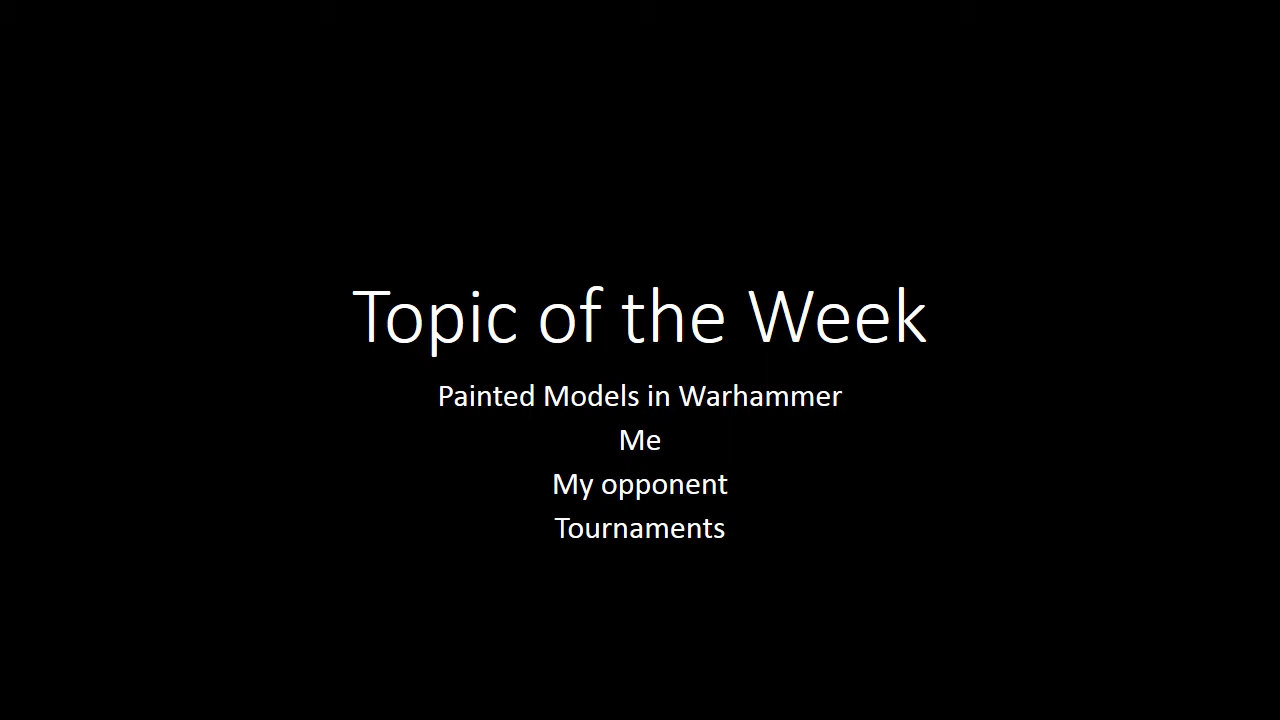 Topic of the Week
Painted Models in Warhammer
Me
My opponent
Tournaments